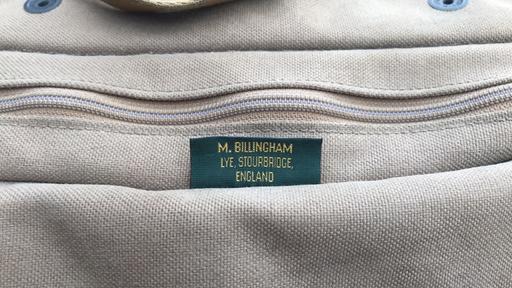 M. BILLINGHAM
LYE, STOURBRIDGE,
ENGLAND